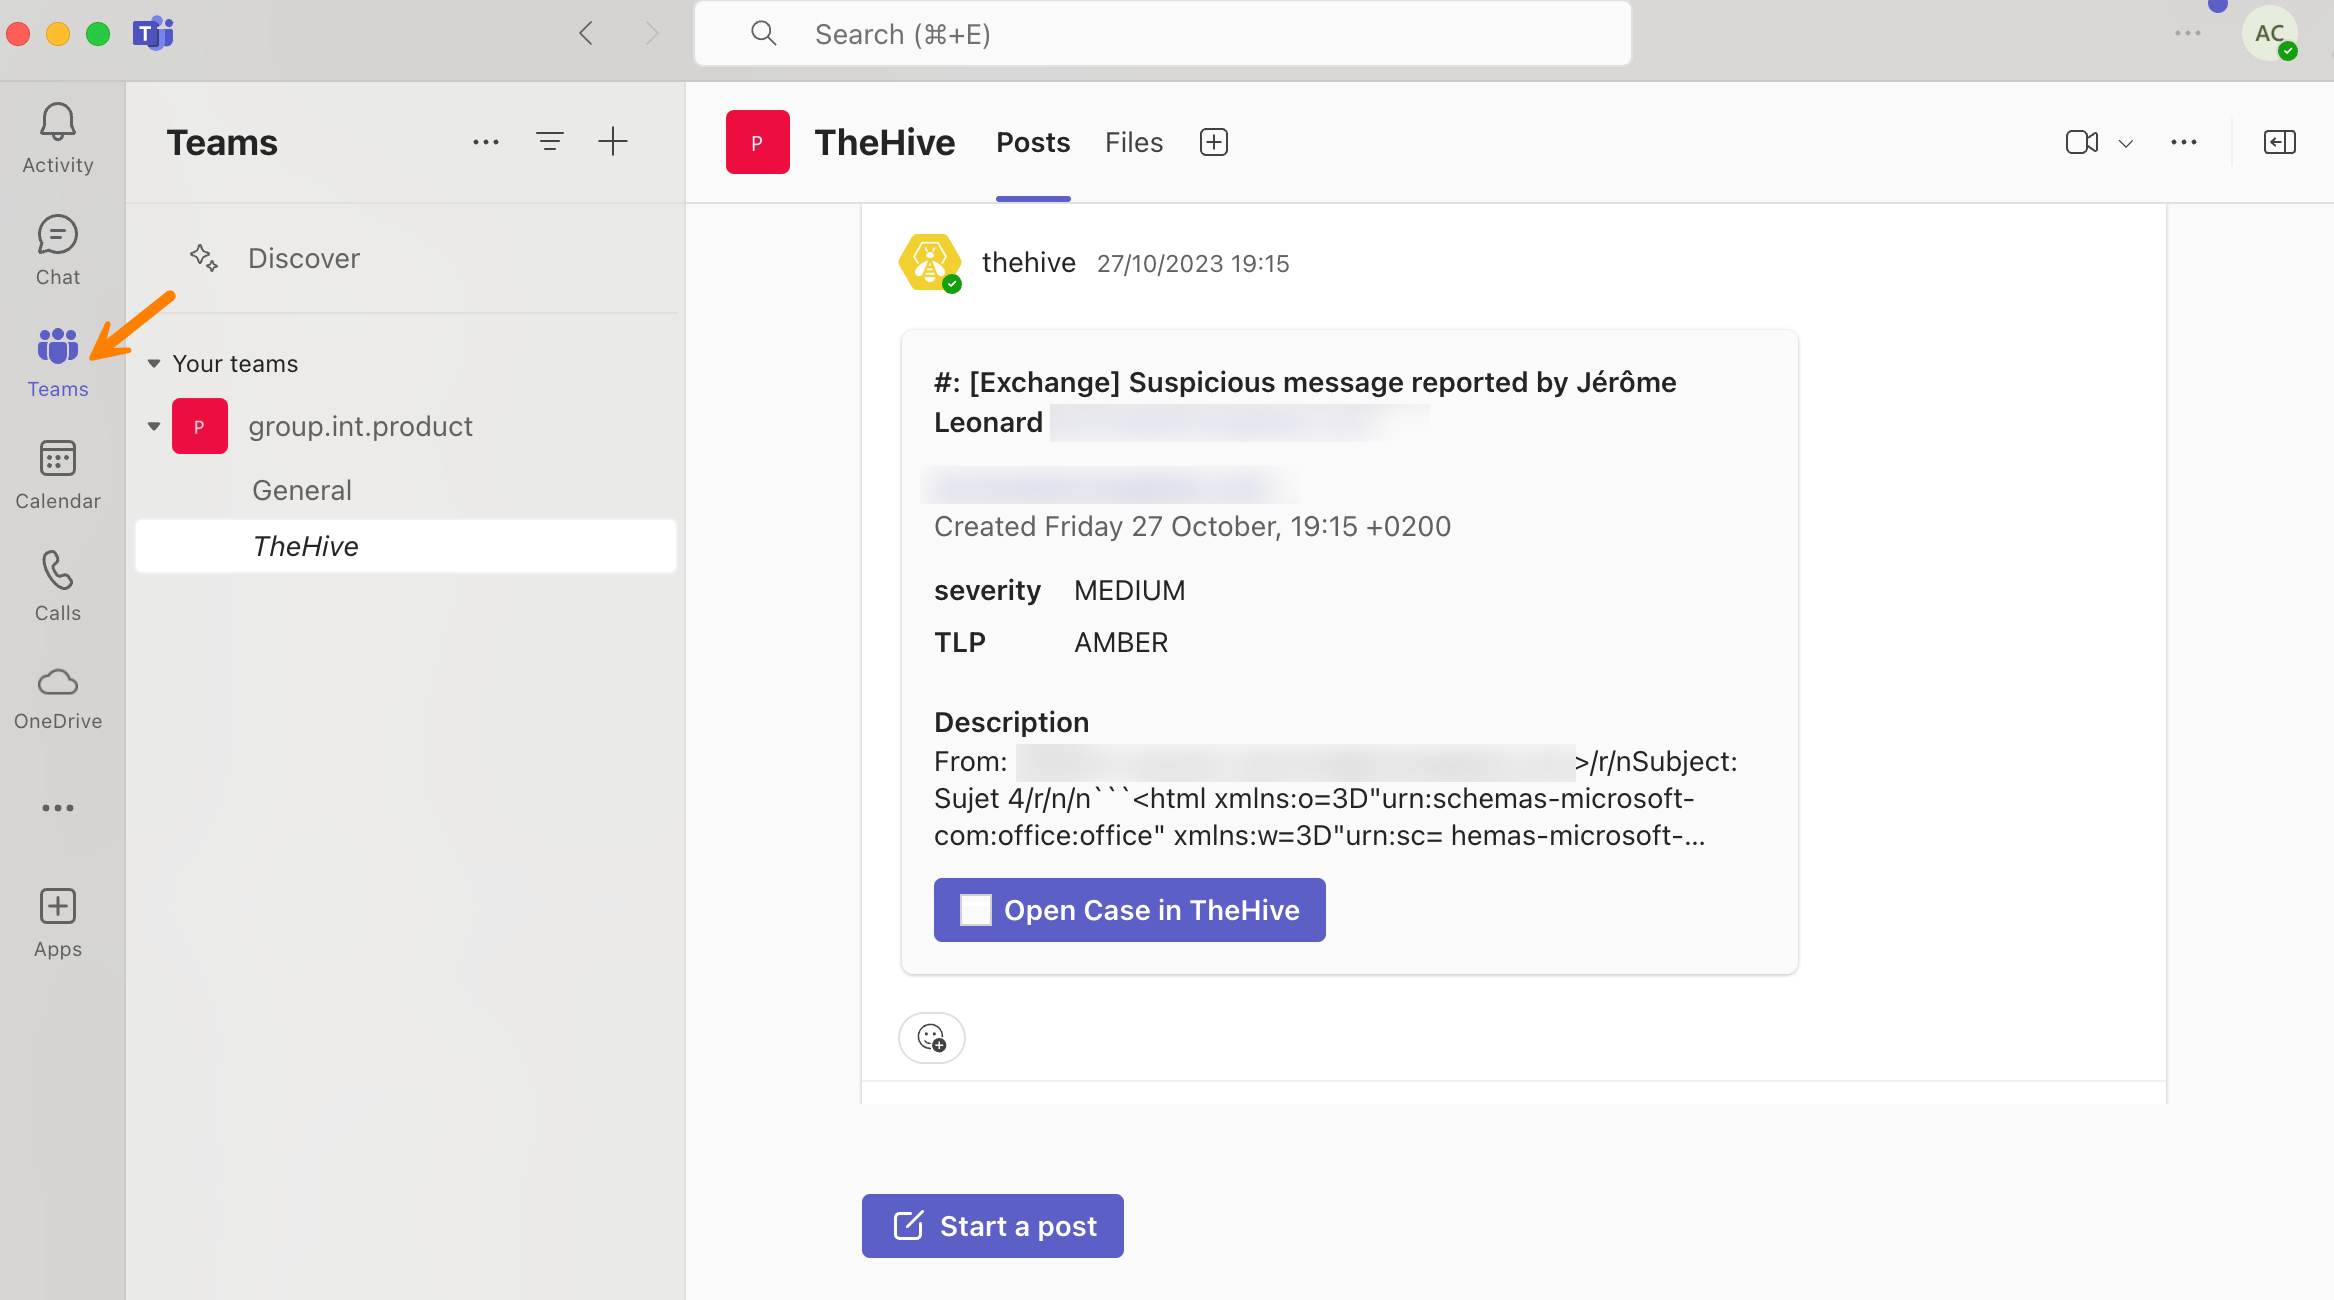 T
Search (⌘+E)
AC
Activity
Chat
Teams
Calendar
Calls
OneDrive
Apps
Teams
Discover
Your teams
P
group.int.product
General
TheHive
P
TheHive
Posts
Files
thehive
27/10/2023 19:15
#: [Exchange] Suspicious message reported by Jérôme
Leonard
Created Friday 27 October, 19:15 +0200
severity MEDIUM
TLP AMBER
Description
From: >/r/nSubject:
Sujet 4/r/n/n```<html xmlns:o=3D"urn:schemas-microsoft-
com:office:office" xmlns:w=3D"urn:sc= hemas-microsoft-...
Open Case in TheHive
Start a post